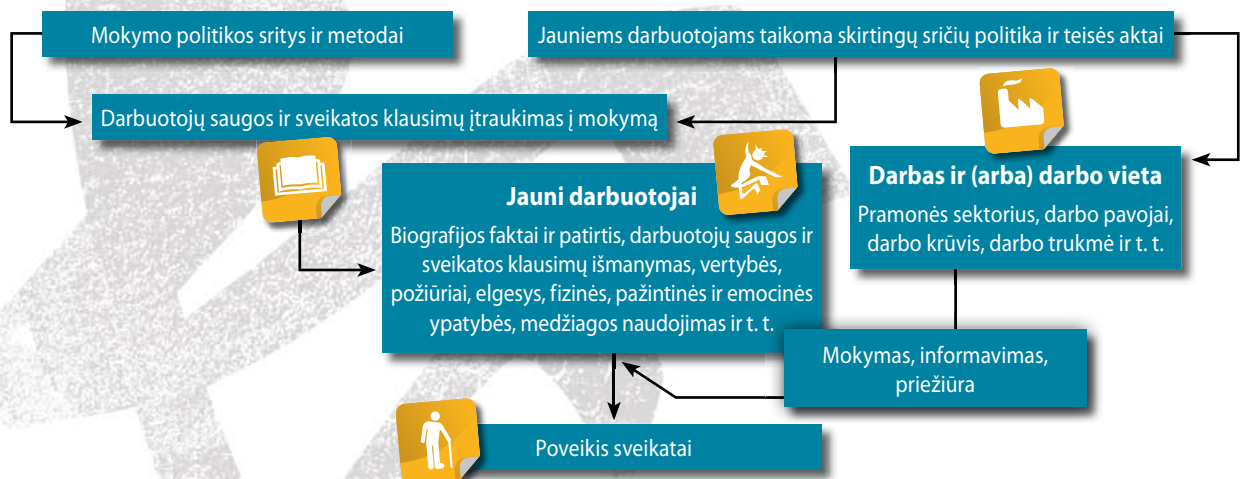 Mokymo politikos sritys ir metodai
Jauniems darbuotojams taikoma skirtingų sričių politika ir teisės aktai
Darbuotojų saugos ir sveikatos klausimų įtraukimas į mokymą
Jauni darbuotojai
Biografijos faktai ir patirtis, darbuotojų saugos ir
sveikatos klausimų išmanymas, vertybės,
požiūriai, elgesys, fizinės, pažintinės ir emocinės
ypatybės, medžiagos naudojimas ir t. t.
Darbas ir (arba) darbo vieta
Pramonės sektorius, darbo pavojai,
darbo krūvis, darbo trukmė ir t. t.
Mokymas, informavimas,
priežiūra
Poveikis sveikatai